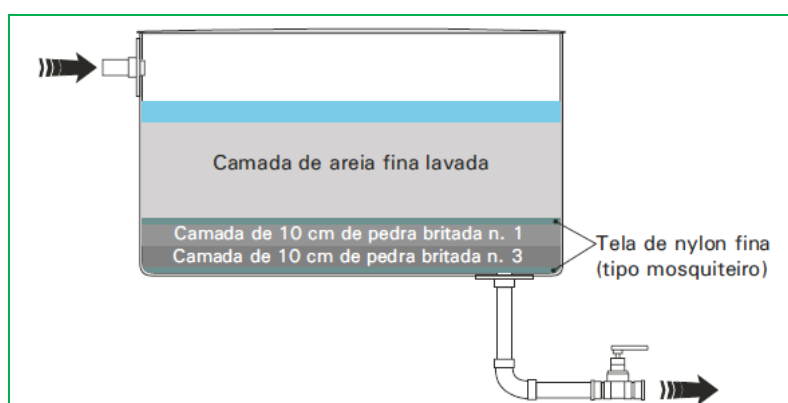 Camada de areia fina lavada
Camada de 10 cm de pedra britada n. 1
Camada de 10 cm de pedra britada n. 3
Tela de nylon fina
(tipo mosquiteiro)